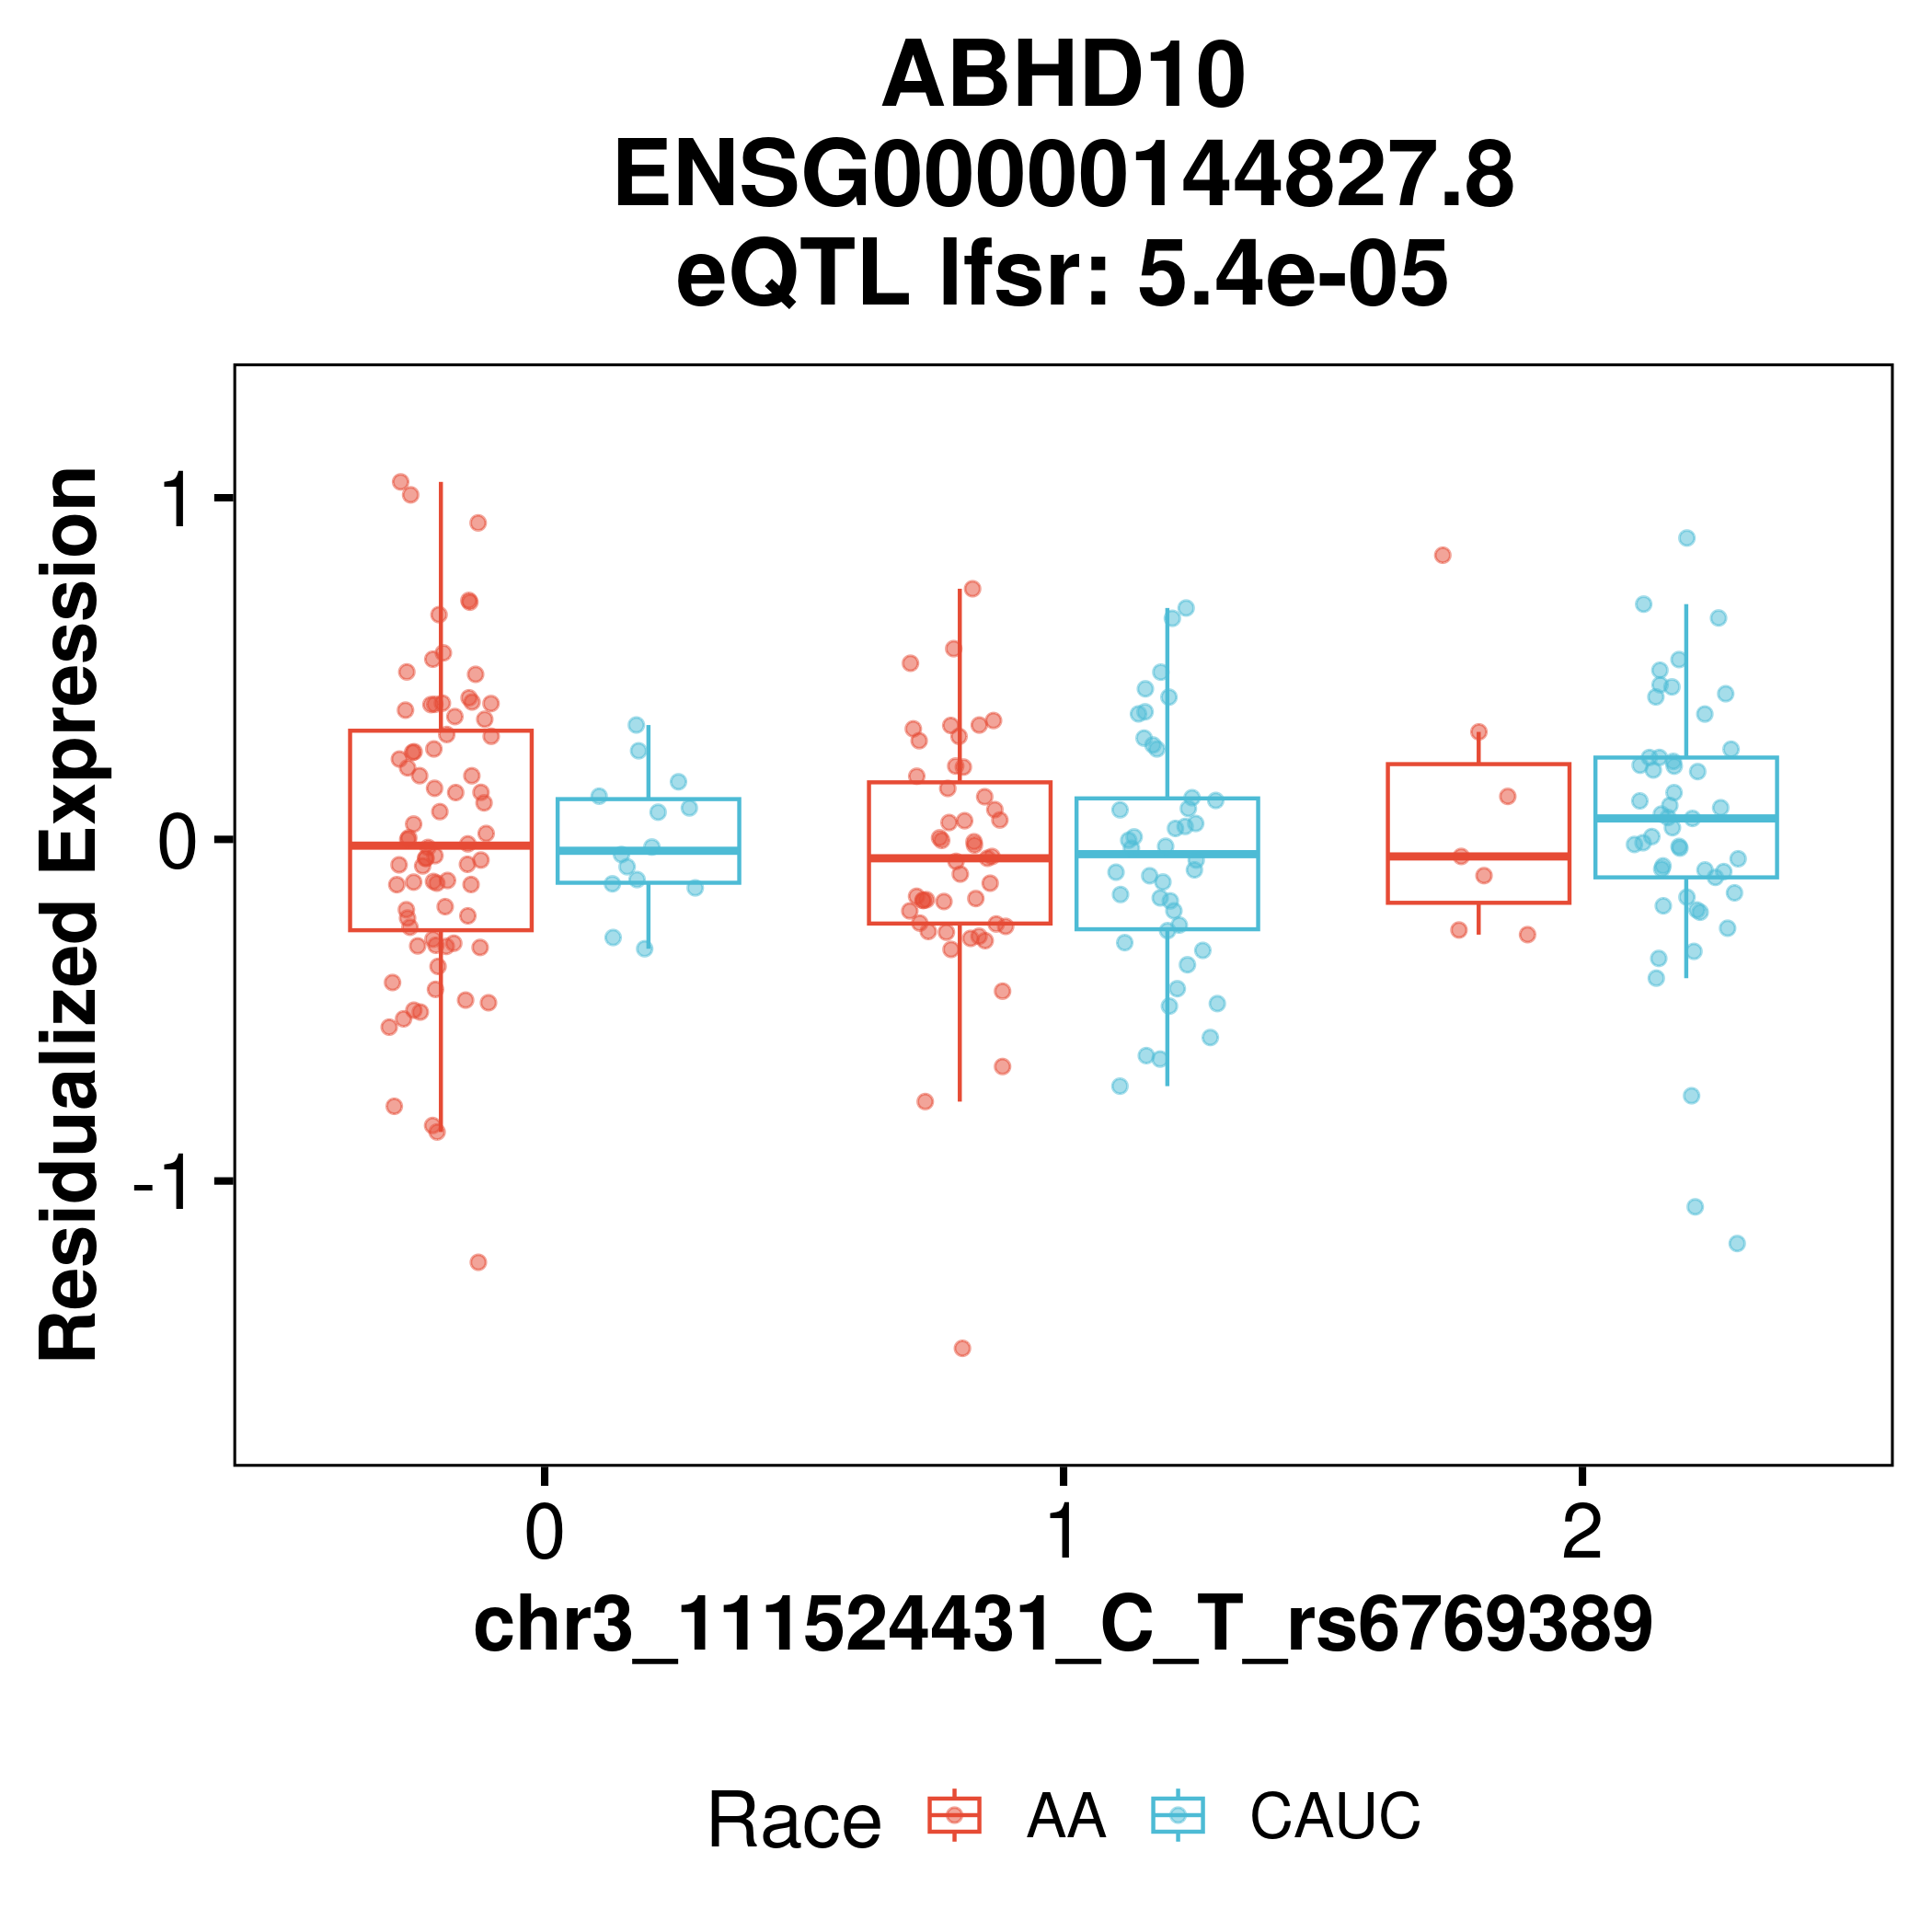 ABHD10
ENSG00000144827.8
eQTL lfsr: 5.4e-05
Residualized Expression
1
0
-1
0 1 2
chr3_111524431_C_T_rs6769389
Race AA CAUC